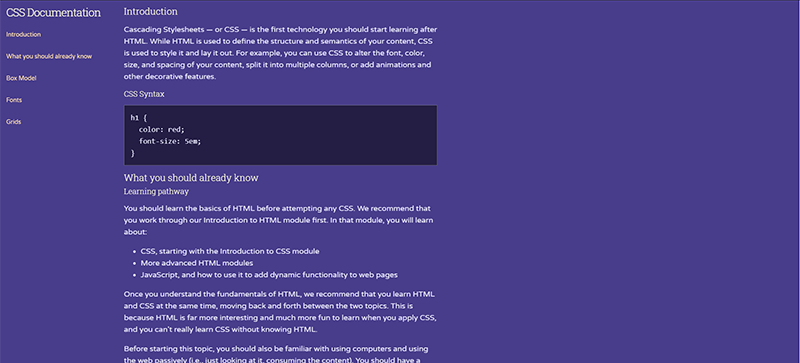 CSS Documentation
Introduction
What you should already know
Box Model
Fonts
Grids
Introduction
Cascading Stylesheets — or CSS — is the first technology you should start learning after
HTML. While HTML is used to define the structure and semantics of your content, CSS
is used to style it and lay it out. For example, you can use CSS to alter the font, color,
size, and spacing of your content, split it into multiple columns, or add animations and
other decorative features.
CSS Syntax
h1 {
color: red;
font-size: 5em;
}
What you should already know
Learning pathway
You should learn the basics of HTML before attempting any CSS. We recommend that
you work through our Introduction to HTML module first. In that module, you will learn
about:
• CSS, starting with the Introduction to CSS module
• More advanced HTML modules
• JavaScript, and how to use it to add dynamic functionality to web pages
Once you understand the fundamentals of HTML, we recommend that you learn HTML
and CSS at the same time, moving back and forth between the two topics. This is
because HTML is far more interesting and much more fun to learn when you apply CSS,
and you can't really learn CSS without knowing HTML.
Before starting this topic, you should also be familiar with using computers and using
the web passively (i.e., just looking at it, consuming the content). You should have a